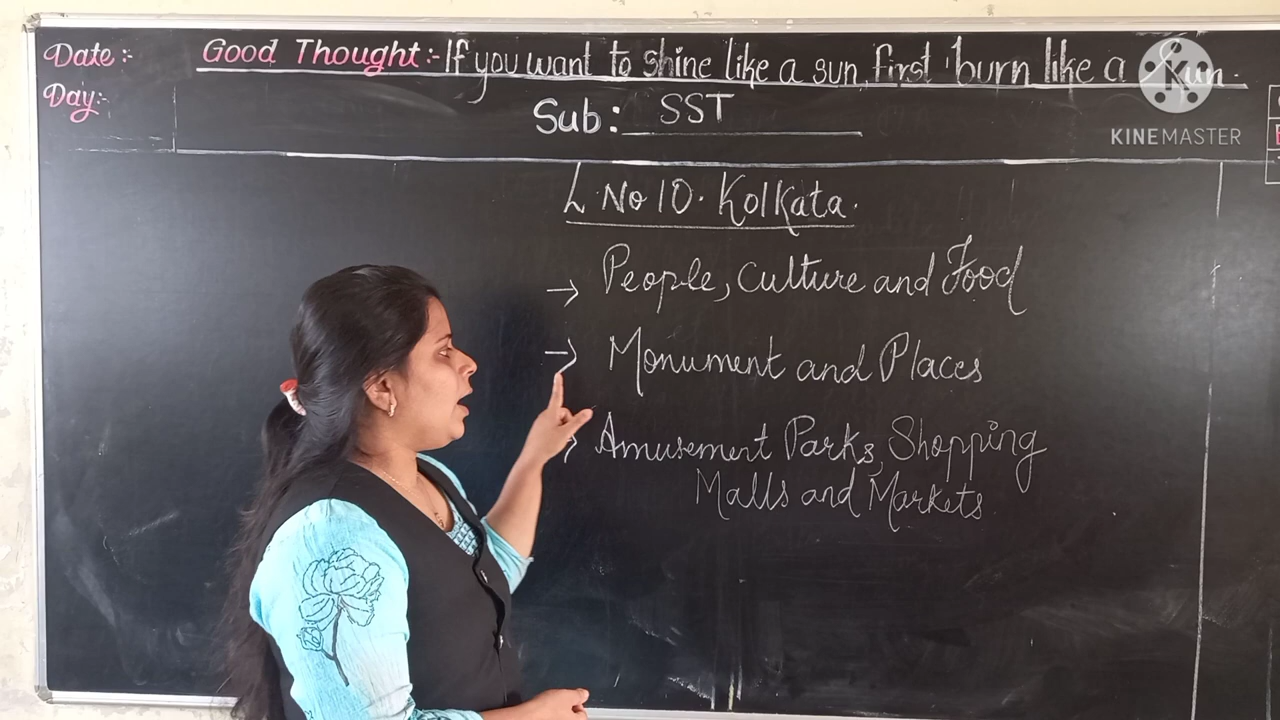 Date:-
Good Thought:- If you want to shine like a sun, first burn like a sun.
Day:-
Sub: SST
KINEMASTER
L. No 10. Kolkata.
→ People, Culture and Food
→ Monument and Places
→ Amusement Parks, Shopping
Malls and Markets